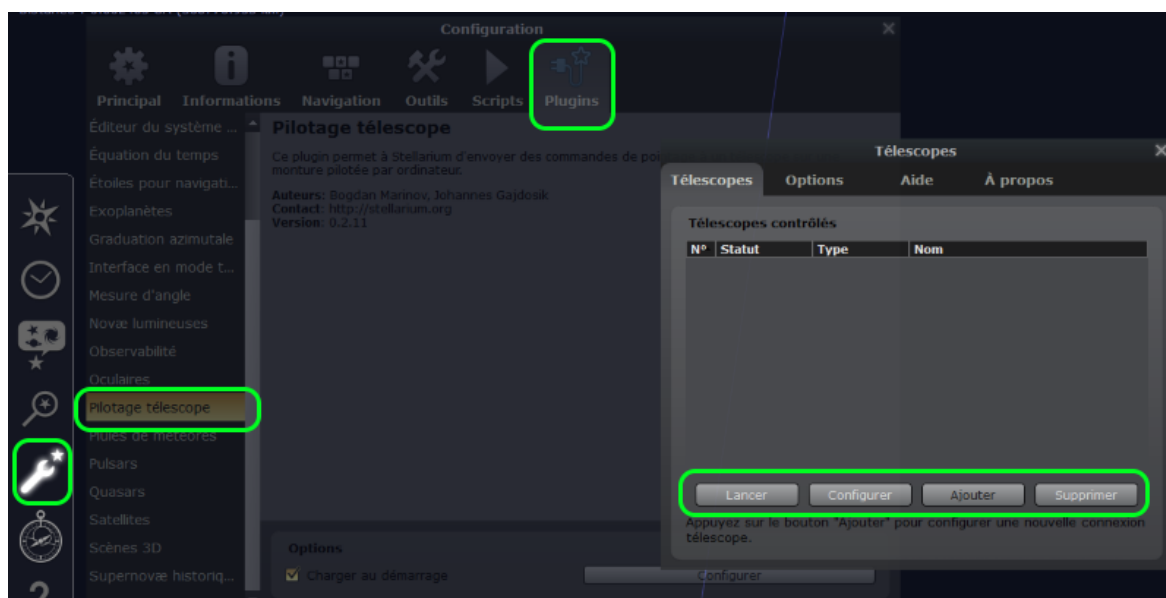 Configuration
Principal Informations Navigation Outils Scripts Plugins
Éditeur du système ...
Équation du temps
Étoiles pour navigati...
Exoplanètes
Graduation azimutale
Interface en mode t...
Mesure d'angle
Novæ lumineuses
Observabilité
Oculaires
Pilotage télescope
Pluies de météores
Pulsars
Quasars
Satellites
Scènes 3D
Supernovæ historiq...
Pilotage télescope
Ce plugin permet à Stellarium d'envoyer des commandes de poi
monture pilotée par ordinateur.
Auteurs: Bogdan Marinov, Johannes Gajdosik
Contact: http://stellarium.org
Version: 0.2.11
Options
Charger au démarrage
Configurer
Télescopes
Télescopes Options Aide À propos
Télescopes contrôlés
Nº Statut Type Nom
Lancer Configurer Ajouter Supprimer
Appuyez sur le bouton "Ajouter" pour configurer une nouvelle connexion
télescope.